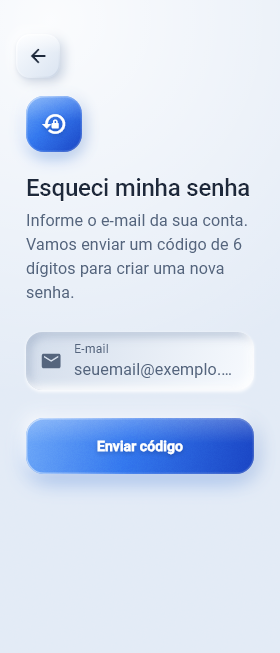 Esqueci minha senha
Informe o e-mail da sua conta.
Vamos enviar um código de 6
dígitos para criar uma nova
senha.
E-mail
seuemail@exemplo.…
Enviar código